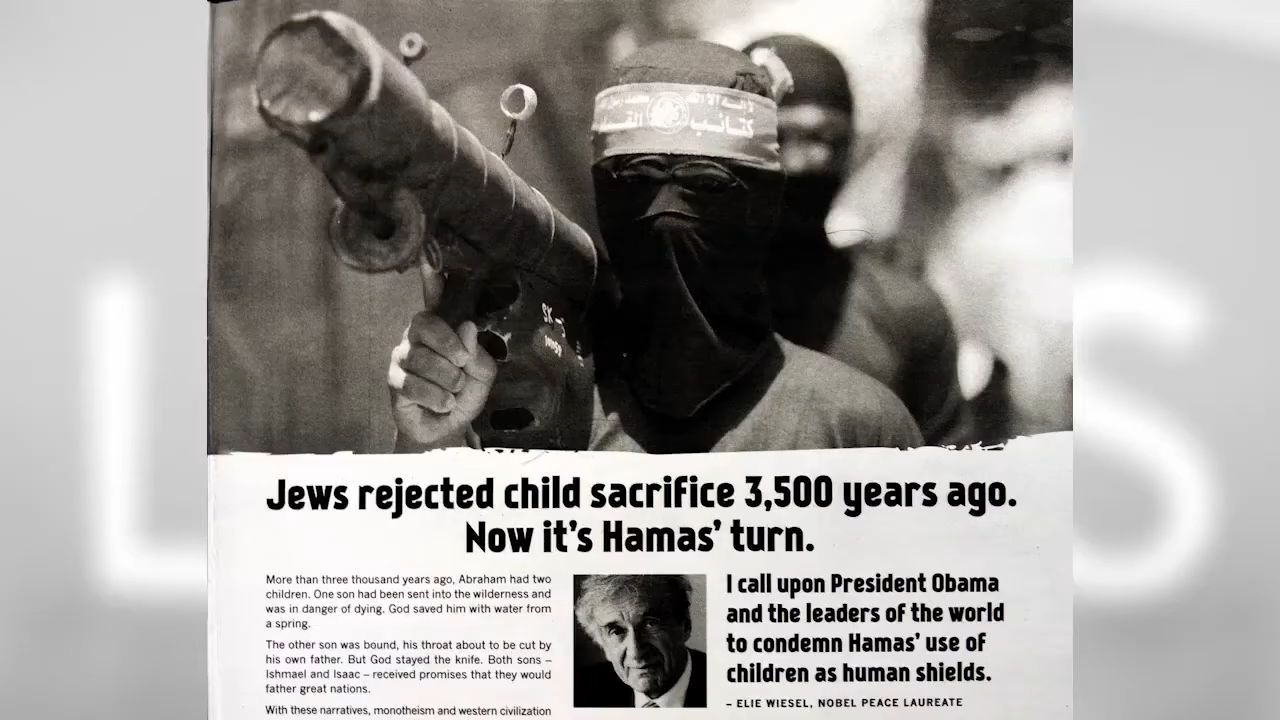 كتائب القسام
Jews rejected child sacrifice 3,500 years ago.
Now it's Hamas' turn.
More than three thousand years ago, Abraham had two
children. One son had been sent into the wilderness and
was in danger of dying. God saved him with water from
a spring.
The other son was bound, his throat about to be cut by
his own father. But God stayed the knife. Both sons –
Ishmael and Isaac – received promises that they would
father great nations.
With these narratives, monotheism and western civilization
I call upon President Obama
and the leaders of the world
to condemn Hamas' use of
children as human shields.
– ELIE WIESEL, NOBEL PEACE LAUREATE